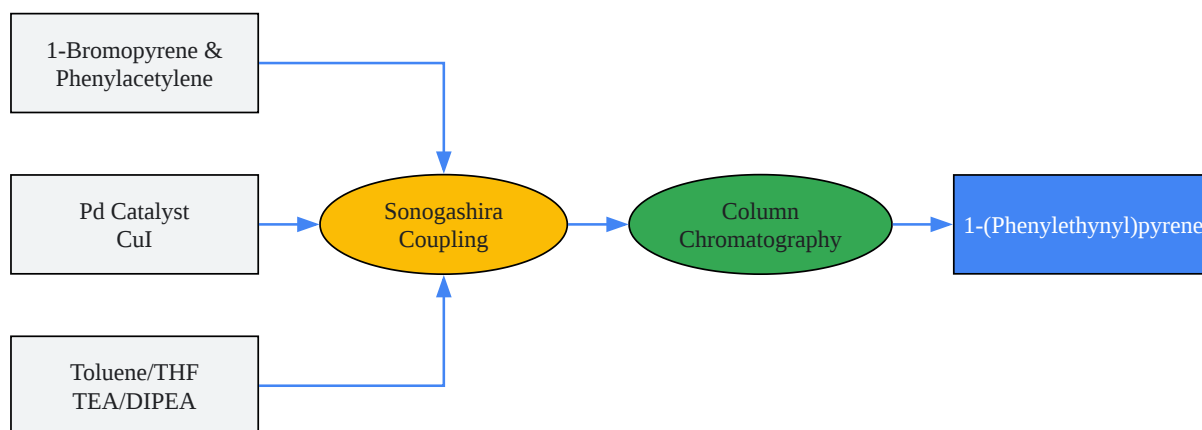 1-Bromopyrene &
Phenylacetylene
Pd Catalyst
CuI
Toluene/THF
TEA/DIPEA
Sonogashira
Coupling
Column
Chromatography
1-(Phenylethynyl)pyrene